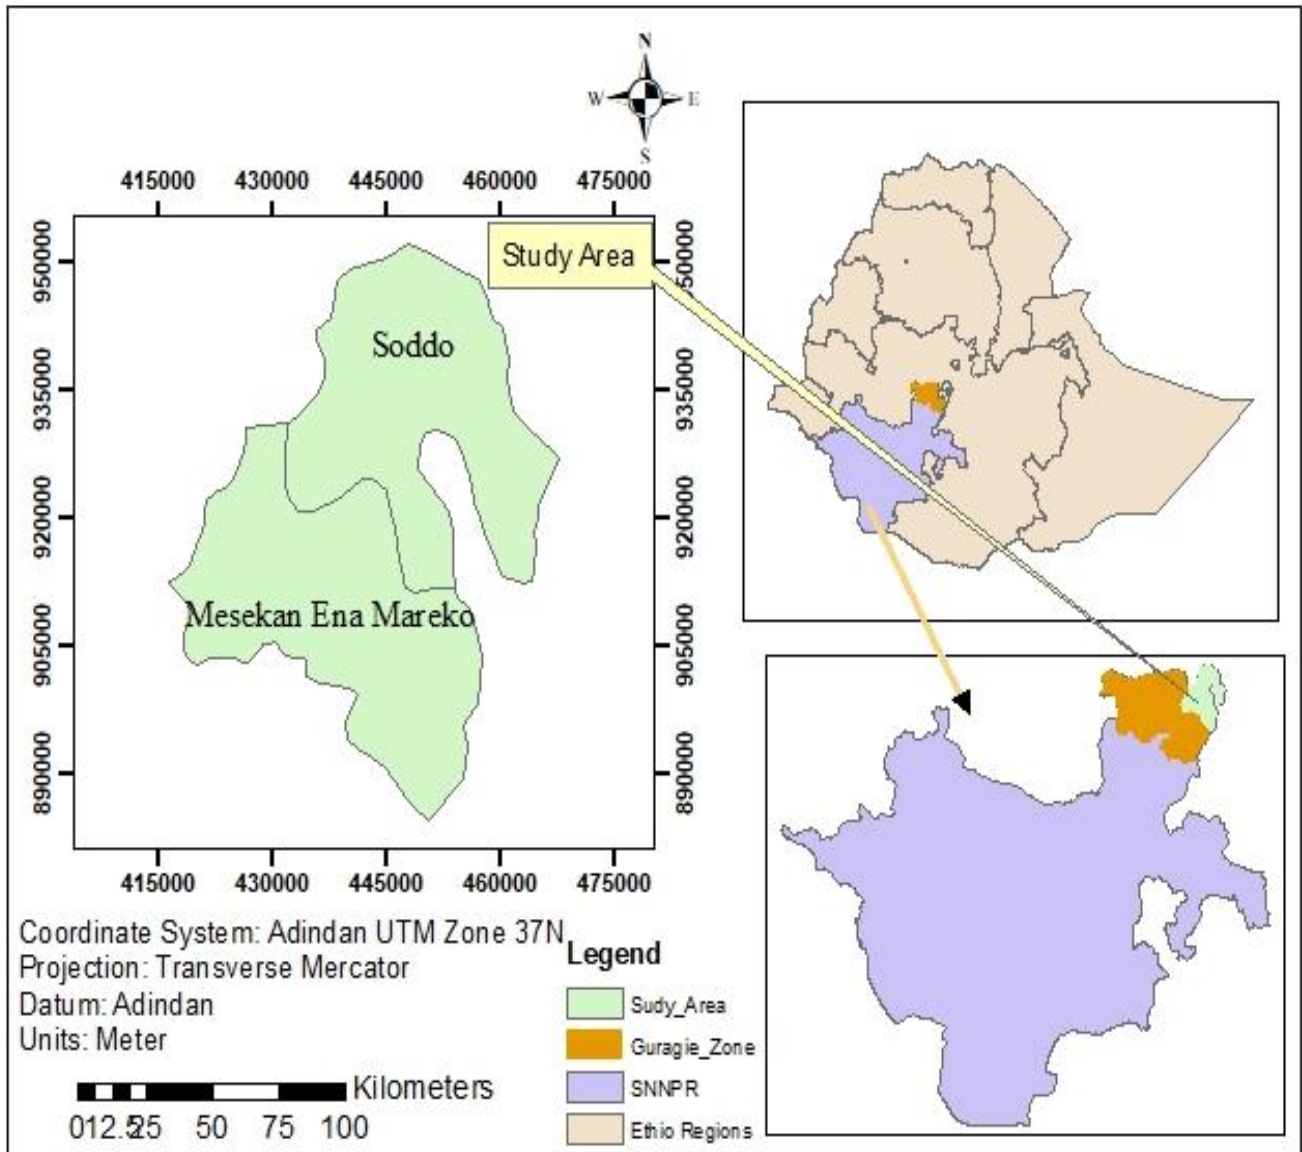 N
W E
S
415000 430000 445000 460000 475000
950000
935000
920000
905000
890000
Study Area
50000
935000
920000
905000
890000
Soddo
Mesekan Ena Mareko
415000 430000 445000 460000 475000
Coordinate System: Adindan UTM Zone 37N
Projection: Transverse Mercator
Datum: Adindan
Units: Meter
Kilometers
012.525 50 75 100
Legend
Sudy_Area
Guragie_Zone
SNNPR
Ethio Regions